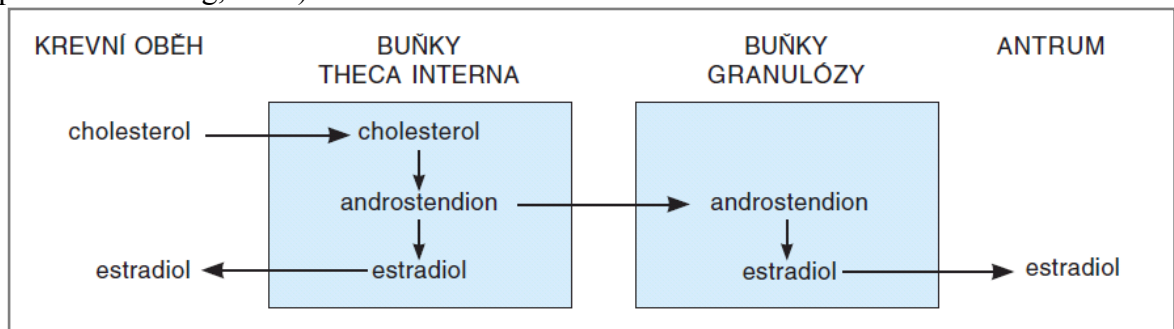 KREVNÍ OBĚH BUŇKY THECA INTERNA BUŇKY GRANULÓZY ANTRUM
cholesterol cholesterol
androstendion androstendion
estradiol estradiol estradiol estradiol